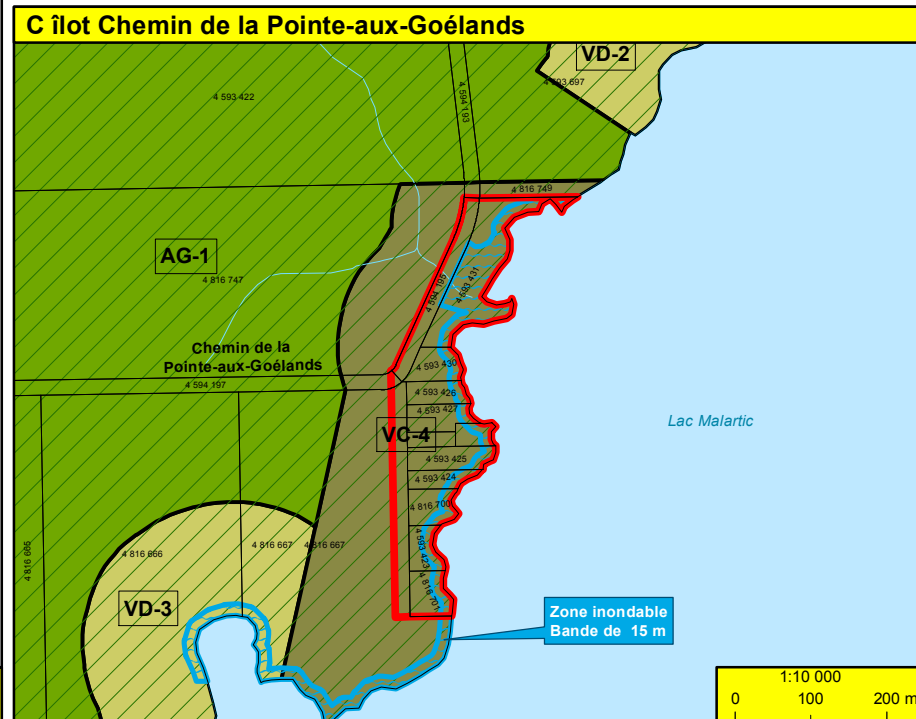 C îlot Chemin de la Pointe-aux-Goélands
VD-2
4 593 697
4 593 422
4 594 193
4 816 749
AG-1
4 816 747
4 594 195
4 593 431
Chemin de la
Pointe-aux-Goélands
4 594 197
4 593 430
4 593 426
4 593 427
VC-4
Lac Malartic
4 593 425
4 593 424
4 816 700
4 593 423
4 816 701
4 816 665
4 816 666
4 816 667
4 816 667
VD-3
Zone inondable
Bande de 15 m
1:10 000
0 100 200 m